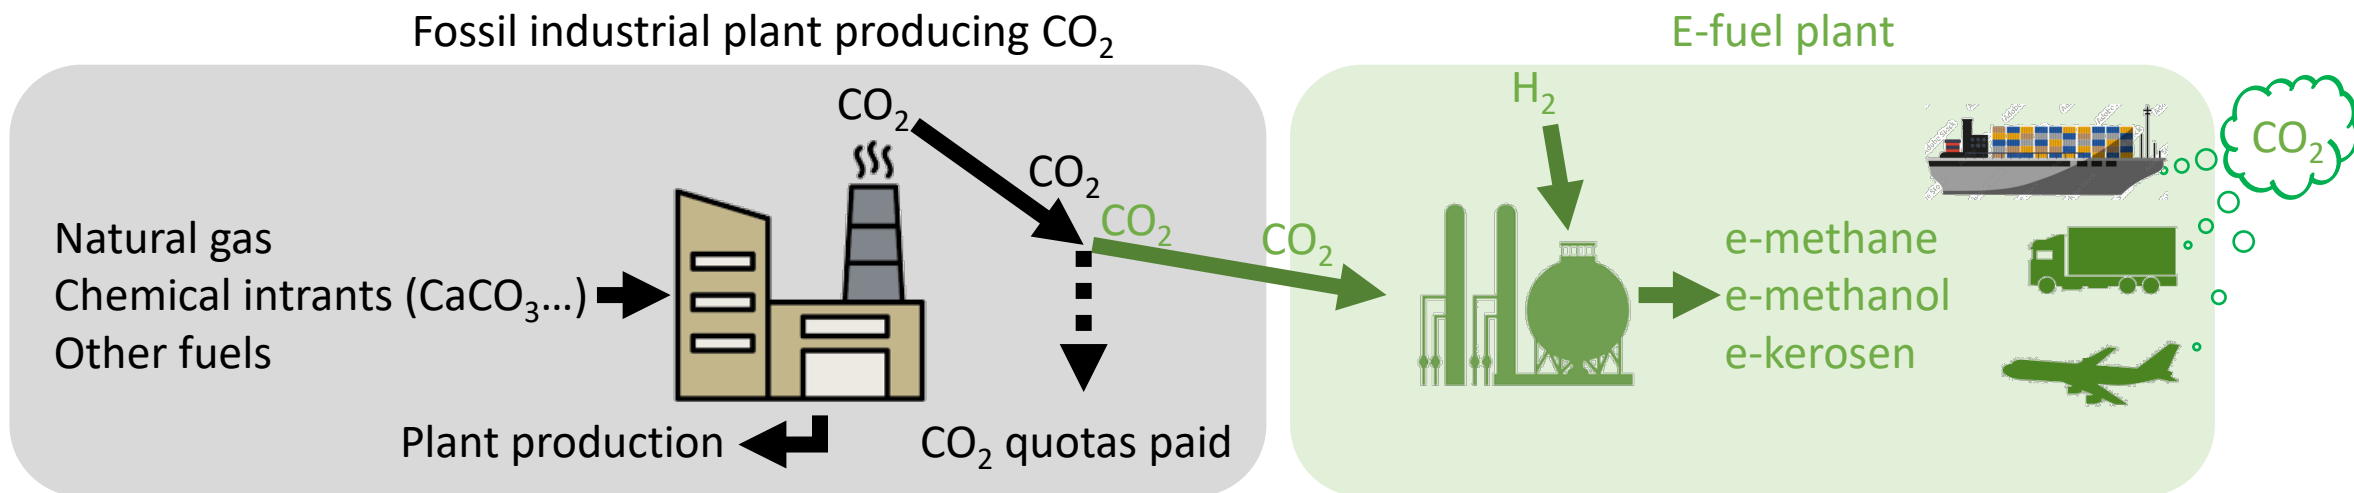 Fossil industrial plant producing CO₂
E-fuel plant
CO₂
H₂
CO₂
CO₂
CO₂
CO₂
Natural gas
Chemical intrants (CaCO₃...)
Other fuels
e-methane
e-methanol
e-kerosen
Plant production
CO₂ quotas paid